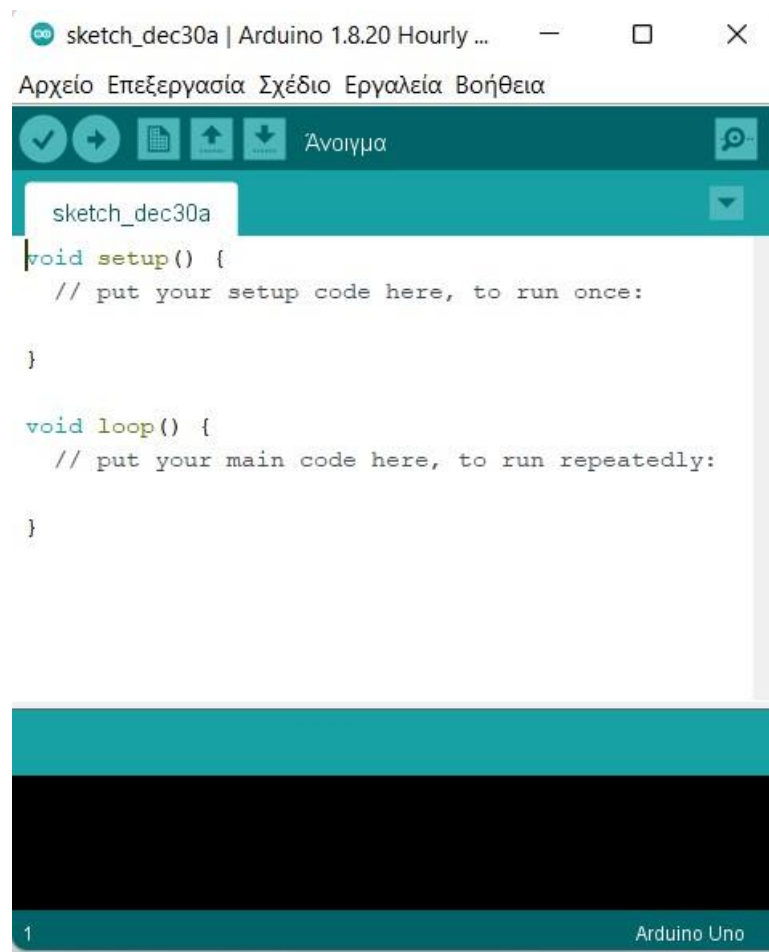 sketch_dec30a | Arduino 1.8.20 Hourly ...
Αρχείο Επεξεργασία Σχέδιο Εργαλεία Βοήθεια
Άνοιγμα
sketch_dec30a
void setup() {
  // put your setup code here, to run once:
}
void loop() {
  // put your main code here, to run repeatedly:
}
1 Arduino Uno